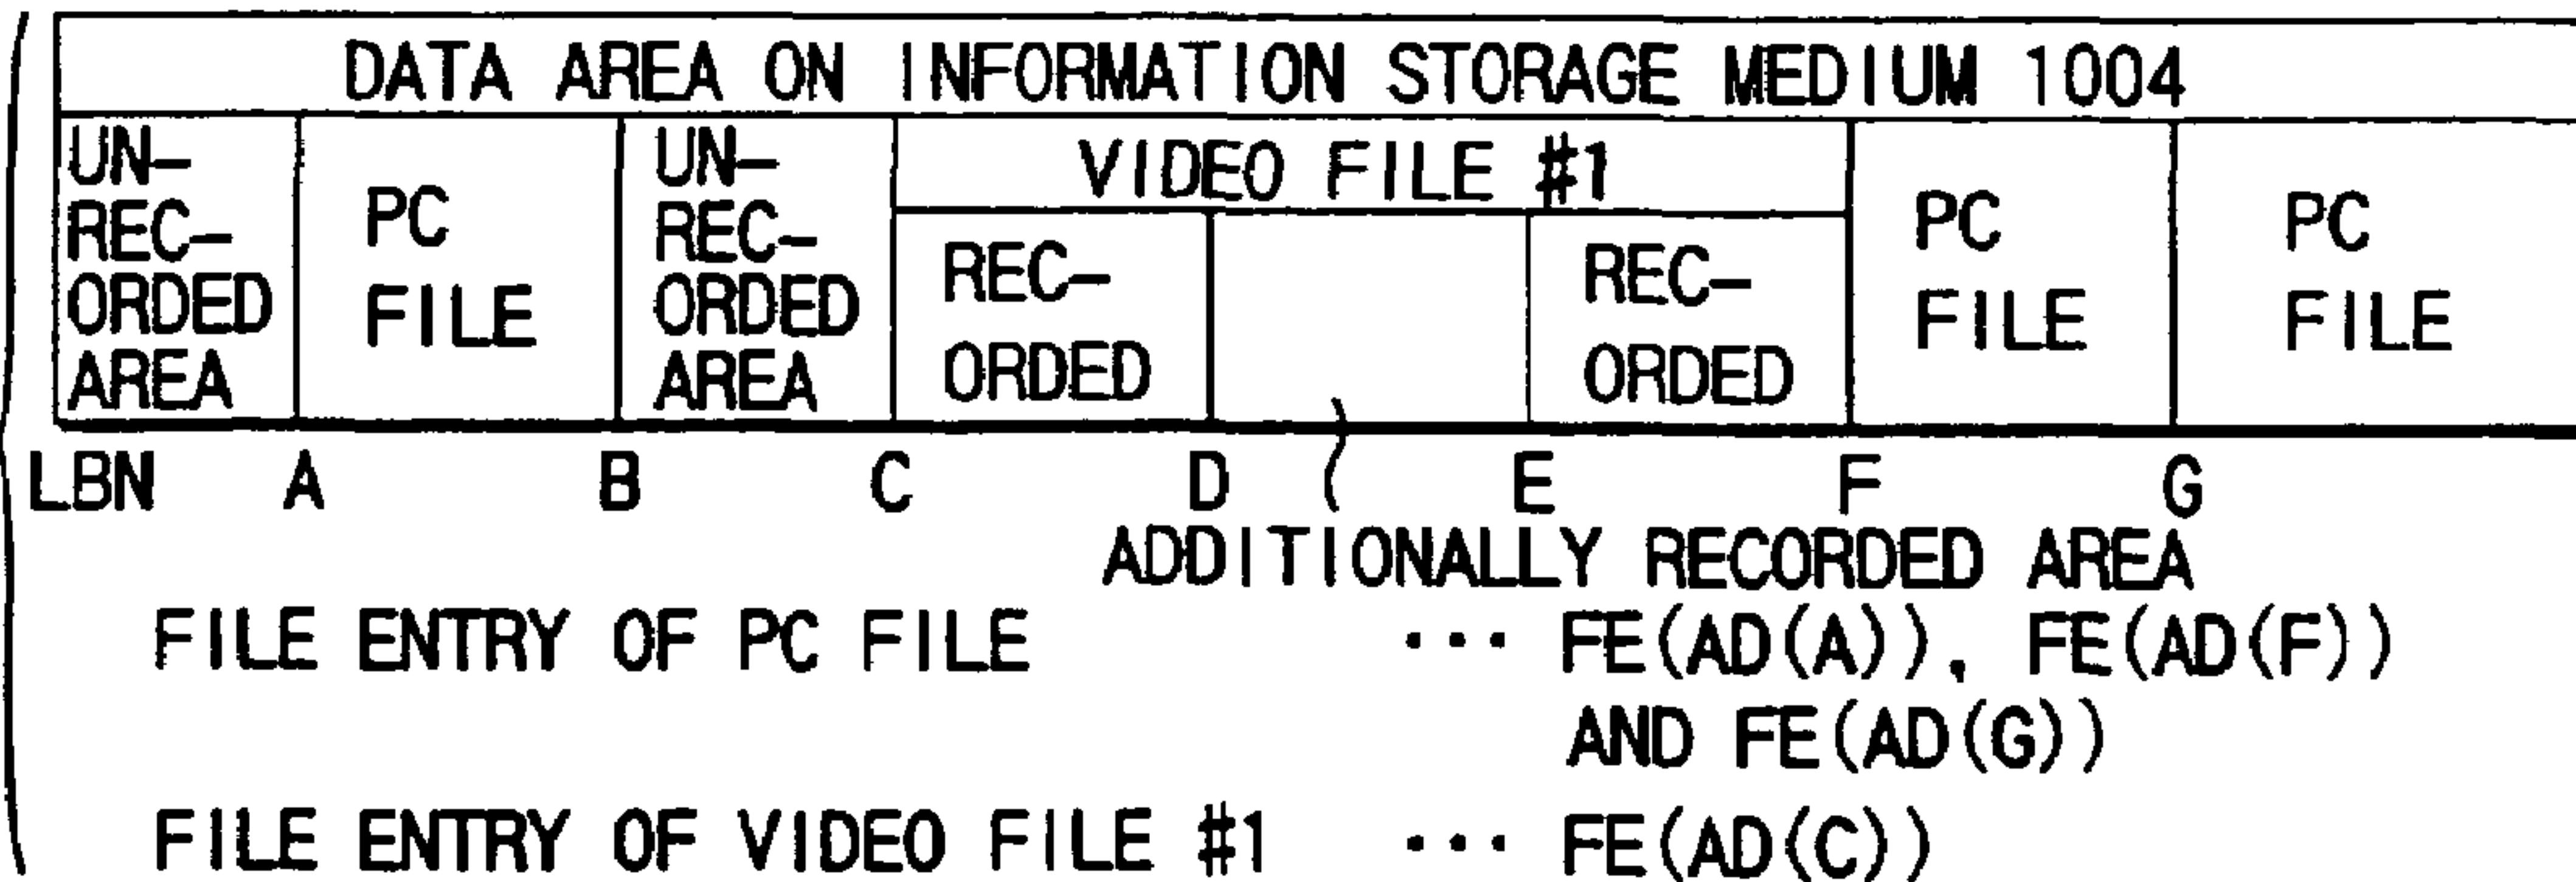 DATA AREA ON INFORMATION STORAGE MEDIUM 1004
UN-
REC-
ORDED
AREA
PC
FILE
UN-
REC-
ORDED
AREA
VIDEO FILE #1
REC-
ORDED
REC-
ORDED
PC
FILE
PC
FILE
LBN A B C D E F G
ADDITIONALLY RECORDED AREA
FILE ENTRY OF PC FILE ··· FE(AD(A)), FE(AD(F))
AND FE(AD(G))
FILE ENTRY OF VIDEO FILE #1 ··· FE(AD(C))